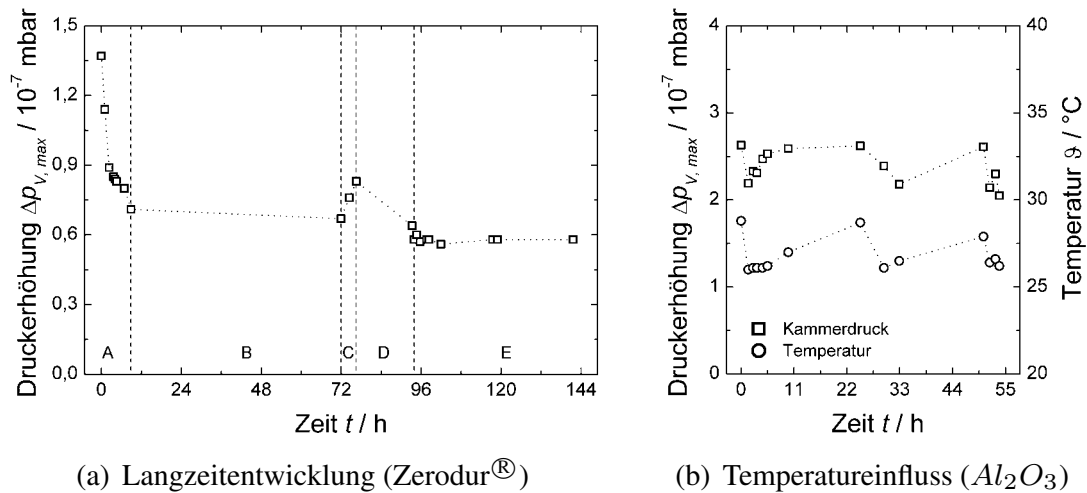 Druckerhöhung Δp_{V, max} / 10^{-7} mbar
1,5
1,2
0,9
0,6
0,3
0,0
A
B
C
D
E
0
24
48
72
96
120
144
Zeit t / h
(a) Langzeitentwicklung (Zerodur®)
Druckerhöhung Δp_{V, max} / 10^{-7} mbar
4
3
2
1
0
Kammerdruck
Temperatur
0
11
22
33
44
55
Zeit t / h
40
35
30
25
20
Temperatur ϑ / °C
(b) Temperatureinfluss (Al_2O_3)